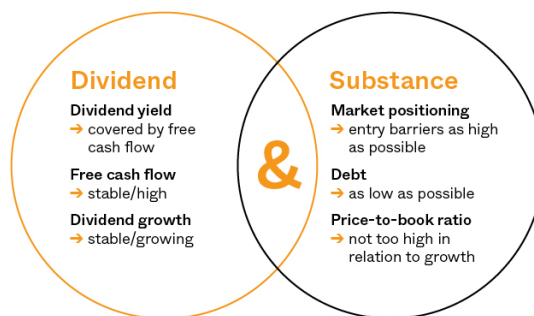 Dividend
Dividend yield
→ covered by free
cash flow
Free cash flow
→ stable/high
Dividend growth
→ stable/growing
&
Substance
Market positioning
→ entry barriers as high
as possible
Debt
→ as low as possible
Price-to-book ratio
→ not too high in
relation to growth